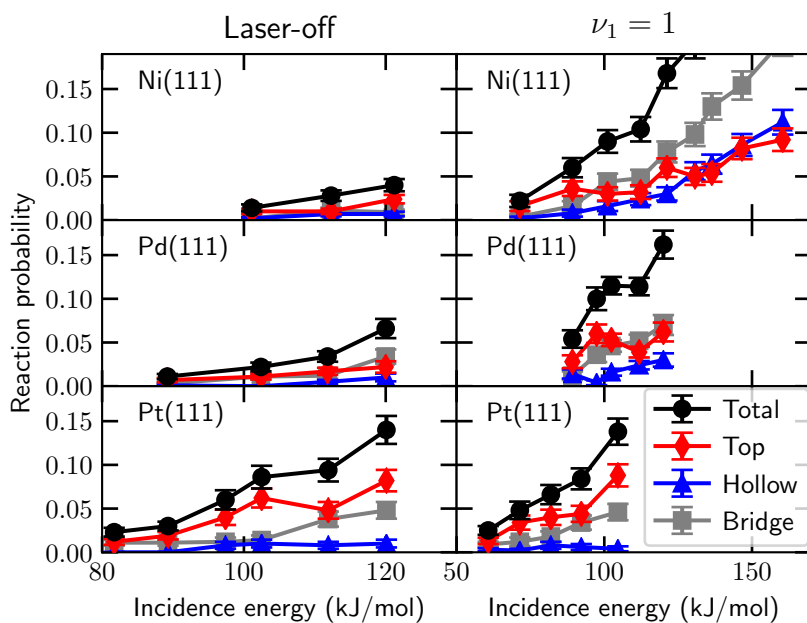 Laser-off
ν₁ = 1
Reaction probability
Ni(111)
0.15
0.10
0.05
0.00
Ni(111)
Pd(111)
0.15
0.10
0.05
0.00
Pd(111)
Pt(111)
0.15
0.10
0.05
0.00
Pt(111)
Total
Top
Hollow
Bridge
80
100
120
50
100
150
Incidence energy (kJ/mol)
Incidence energy (kJ/mol)